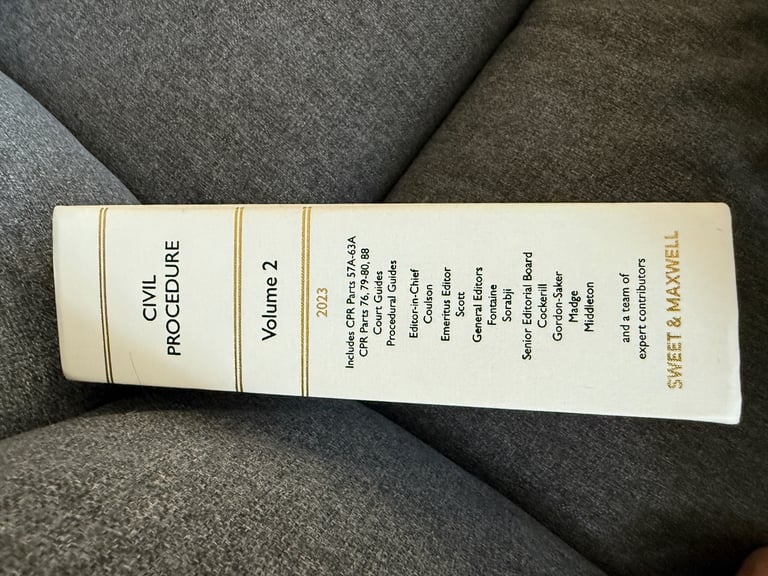 CIVIL
PROCEDURE
Volume 2
2023
Includes CPR Parts 57A-63A
CPR Parts 76, 79-80, 88
Court Guides
Procedural Guides
Editor-in-Chief
Coulson
Emeritus Editor
Scott
General Editors
Fontaine
Sorabji
Senior Editorial Board
Cockerill
Gordon-Saker
Madge
Middleton
and a team of
expert contributors
SWEET & MAXWELL